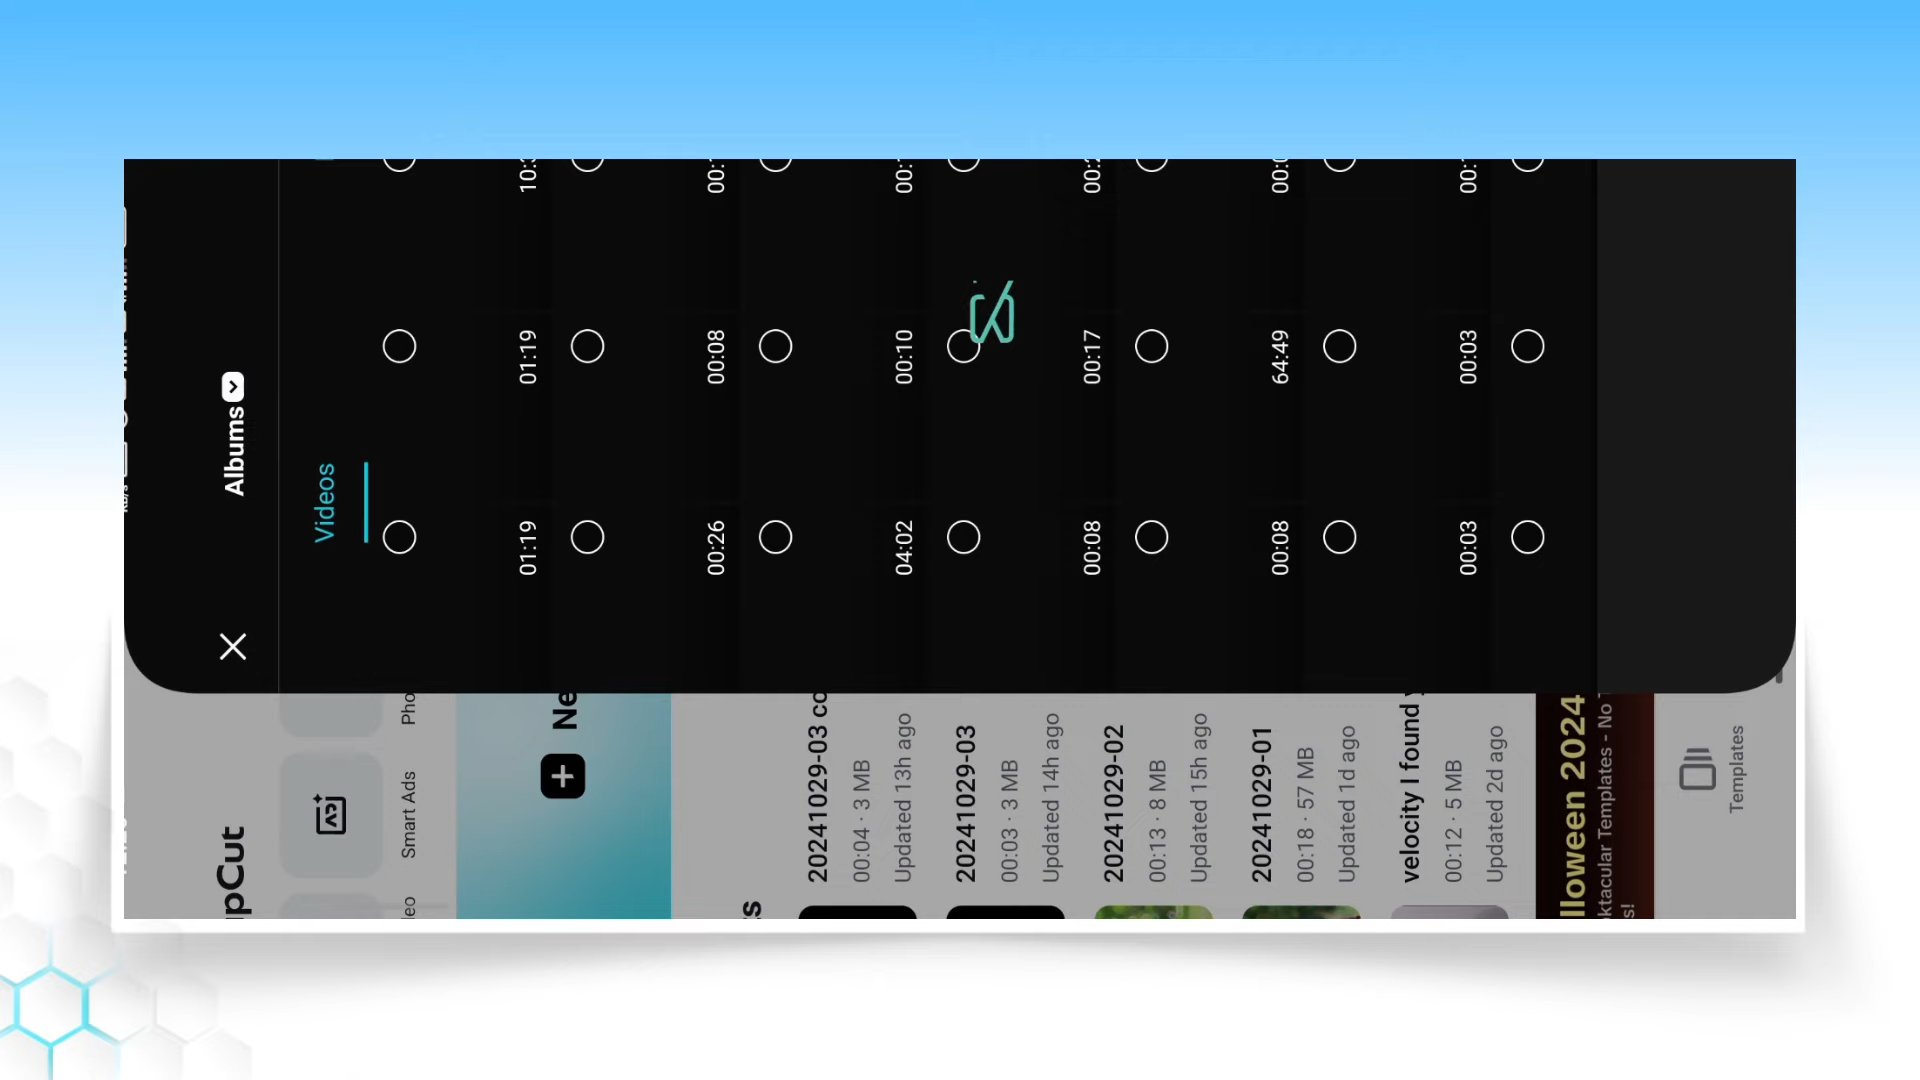 Albums
Videos
01:19
01:19
00:26
00:08
04:02
00:10
00:08
00:17
00:08
64:49
00:03
00:03
pCut
Smart Ads
Pho
Ne
20241029-03 co
00:04 · 3 MB
Updated 13h ago
20241029-03
00:03 · 3 MB
Updated 14h ago
20241029-02
00:13 · 8 MB
Updated 15h ago
20241029-01
00:18 · 57 MB
Updated 1d ago
velocity I found
00:12 · 5 MB
Updated 2d ago
lloween 2024
ktacular Templates - No
s!
Templates